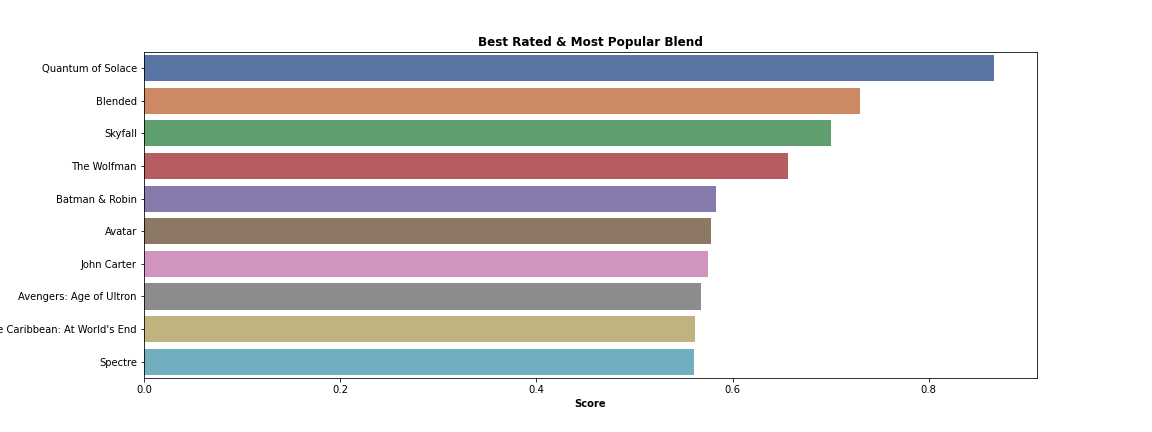 Best Rated & Most Popular Blend
Quantum of Solace
Blended
Skyfall
The Wolfman
Batman & Robin
Avatar
John Carter
Avengers: Age of Ultron
Caribbean: At World's End
Spectre
0.0 0.2 0.4 0.6 0.8
Score